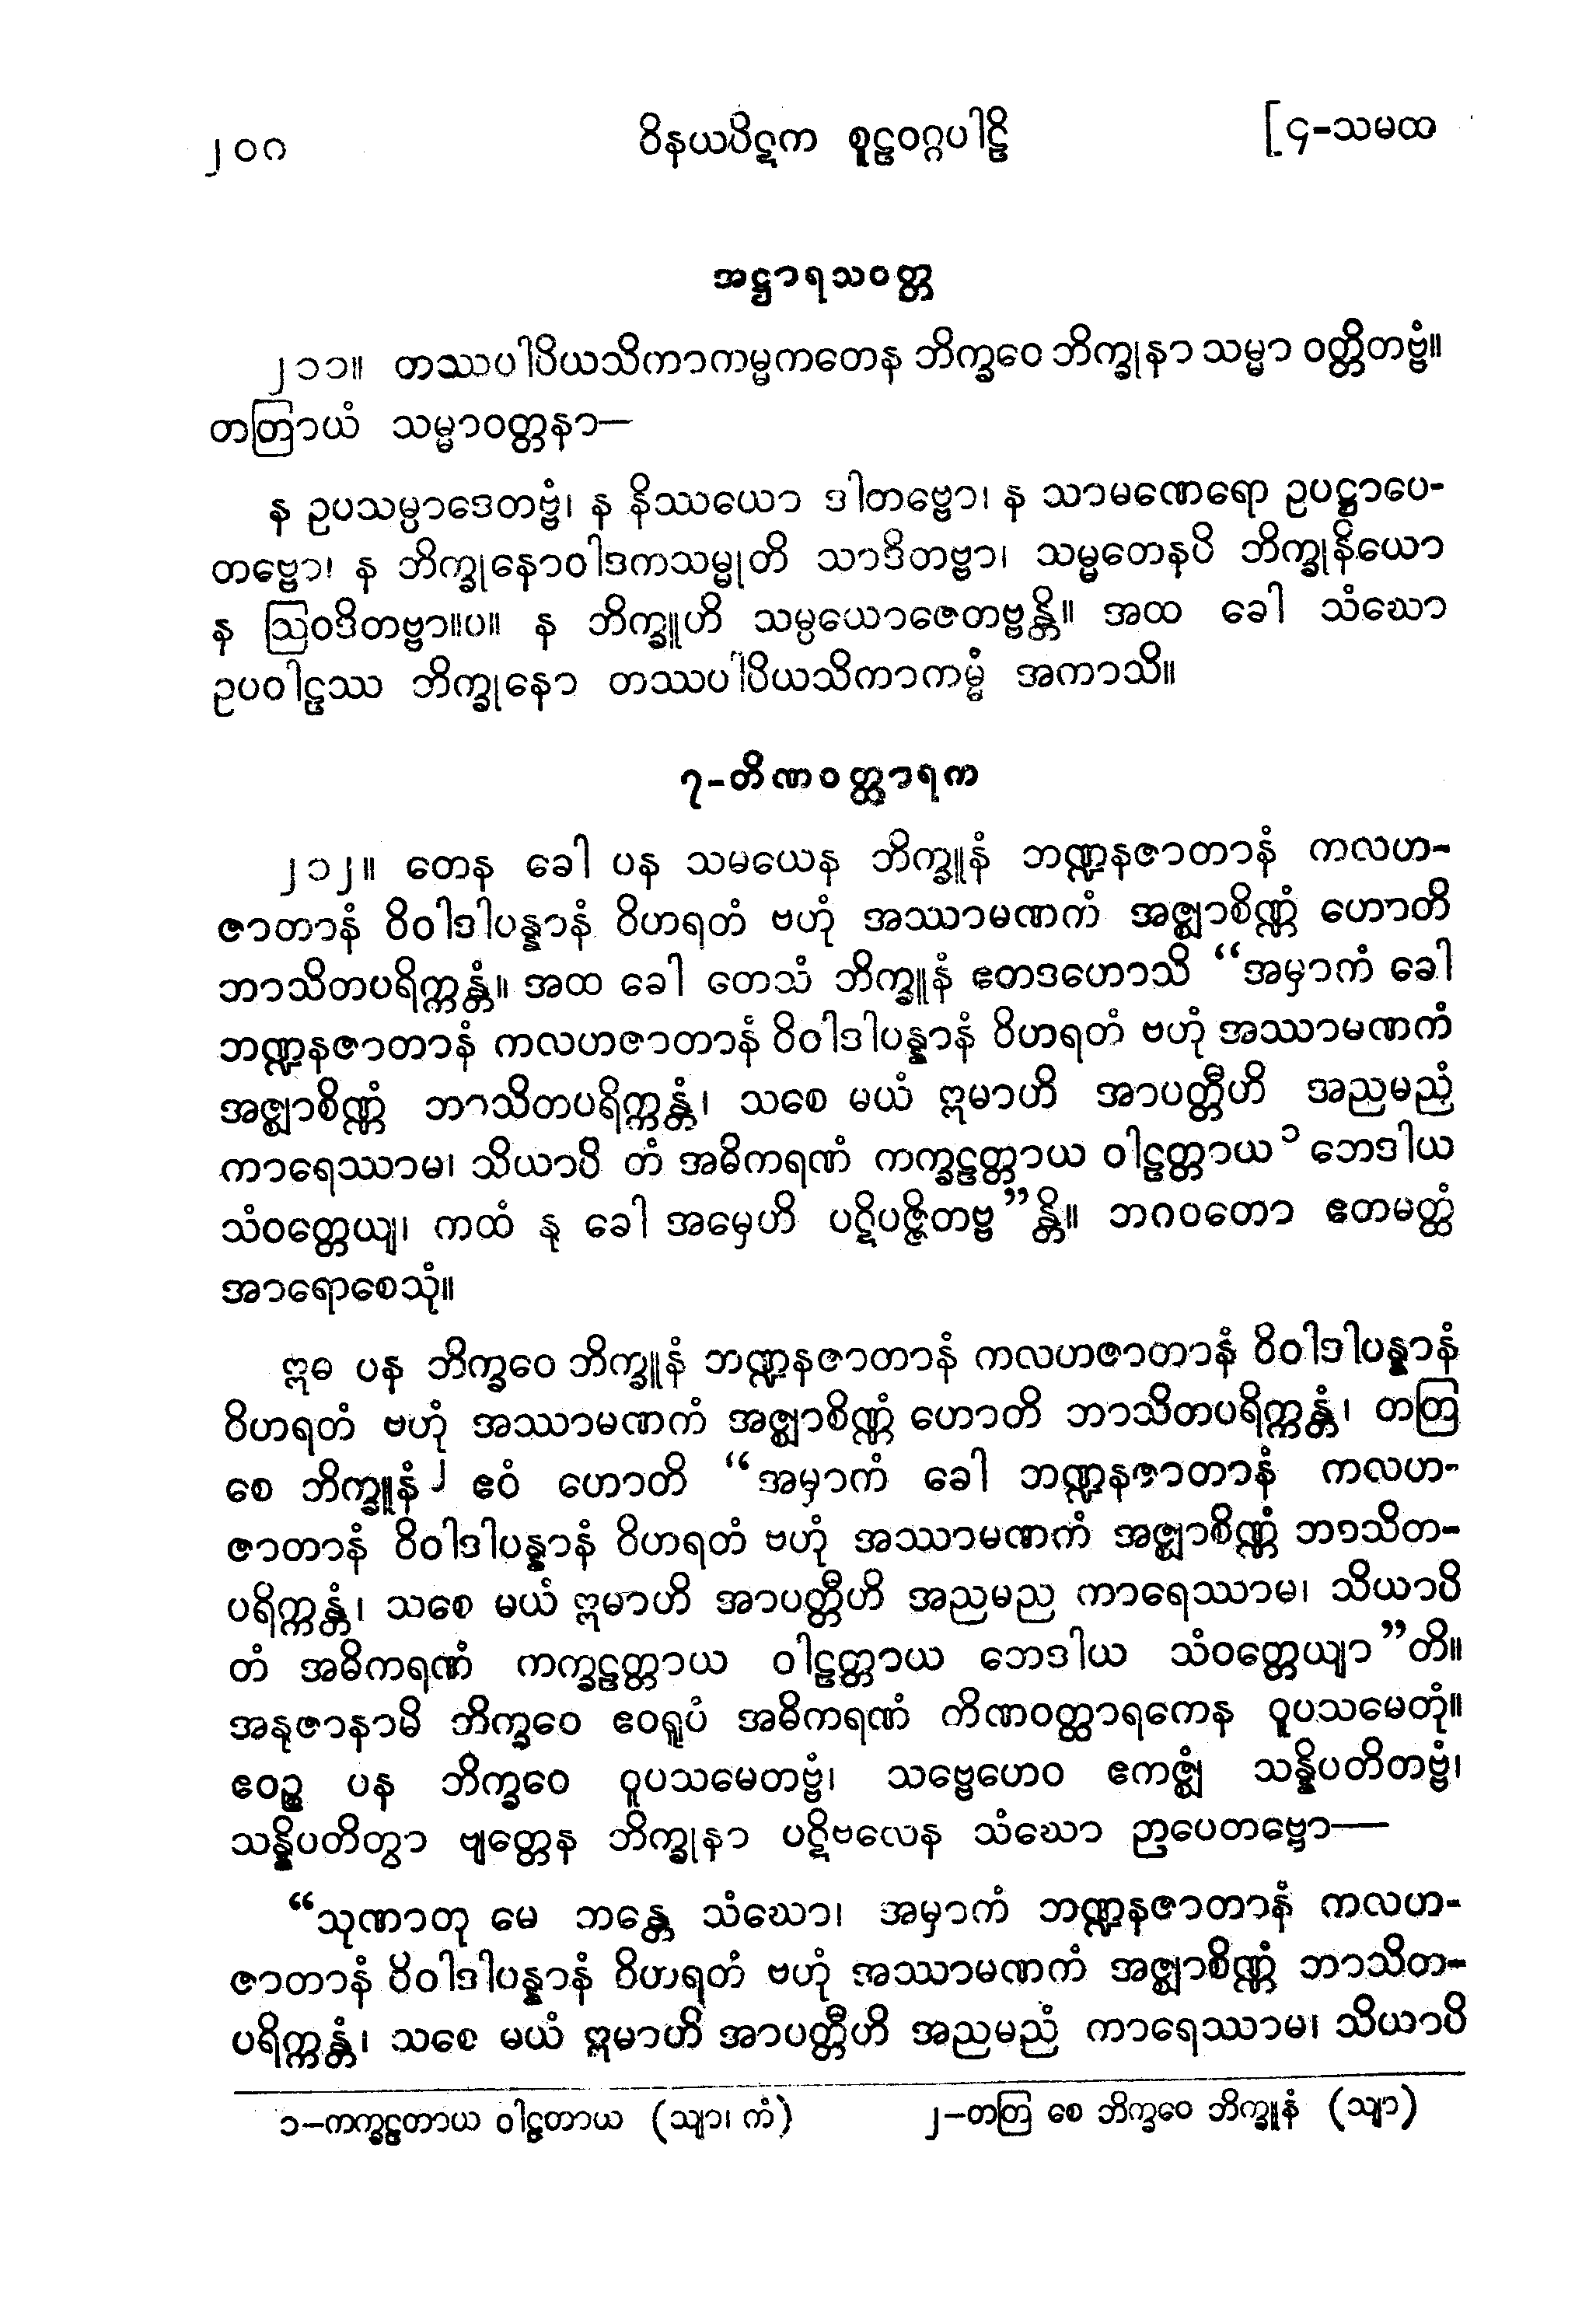 ၂၀၈ ဝိနယပိဋက စူဠဝဂ္ဂပါဠိ [၄-သမထ
အဋ္ဌာရသဝတ္တ
၂၁၁။ တဿပါပိယသိကာကမ္မကတေန ဘိက္ခဝေ ဘိက္ခုနာ သမ္မာ ဝတ္တိတဗ္ဗံ။
တတြာယံ သမ္မာဝတ္တနာ—
န ဥပသမ္ပာဒေတဗ္ဗံ၊ န နိဿယော ဒါတဗ္ဗော၊ န သာမဏေရော ဥပဋ္ဌာပေ-
တဗ္ဗော၊ န ဘိက္ခုနောဝါဒကသမ္မုတိ သာဒိတဗ္ဗာ၊ သမ္မတေနပိ ဘိက္ခုနိယော
န ဩဝဒိတဗ္ဗာ။ပ။ န ဘိက္ခူဟိ သမ္ပယောဇေတဗ္ဗန္တိ။ အထ ခေါ သံဃော
ဥပဝါဠဿ ဘိက္ခုနော တဿပါပိယသိကာကမ္မံ အကာသိ။
၇-တိဏဝတ္ထာရက
၂၁၂။ တေန ခေါ ပန သမယေန ဘိက္ခူနံ ဘဏ္ဍနဇာတာနံ ကလဟ-
ဇာတာနံ ဝိဝါဒါပန္နာနံ ဝိဟရတံ ဗဟုံ အဿာမဏကံ အဇ္ဈာစိဏ္ဏံ ဟောတိ
ဘာသိတပရိက္ကန္တံ။ အထ ခေါ တေသံ ဘိက္ခူနံ ဧတဒဟောသိ “အမှာကံ ခေါ
ဘဏ္ဍနဇာတာနံ ကလဟဇာတာနံ ဝိဝါဒါပန္နာနံ ဝိဟရတံ ဗဟုံ အဿာမဏကံ
အဇ္ဈာစိဏ္ဏံ ဘာသိတပရိက္ကန္တံ၊ သစေ မယံ ဣမာဟိ အာပတ္တီဟိ အညမညံ
ကာရေဿာမ၊ သိယာပိ တံ အဓိကရဏံ ကက္ခဠတ္တာယ ဝါဠတ္တာယ ၁ ဘေဒါယ
သံဝတ္တေယျ၊ ကထံ နု ခေါ အမှေဟိ ပဋိပဇ္ဇိတဗ္ဗ”န္တိ။ ဘဂဝတော ဧတမတ္ထံ
အာရောစေသုံ။
ဣဓ ပန ဘိက္ခဝေ ဘိက္ခူနံ ဘဏ္ဍနဇာတာနံ ကလဟဇာတာနံ ဝိဝါဒါပန္နာနံ
ဝိဟရတံ ဗဟုံ အဿာမဏကံ အဇ္ဈာစိဏ္ဏံ ဟောတိ ဘာသိတပရိက္ကန္တံ၊ တတြ
စေ ဘိက္ခူနံ ၂ ဧဝံ ဟောတိ “အမှာကံ ခေါ ဘဏ္ဍနဇာတာနံ ကလဟ-
ဇာတာနံ ဝိဝါဒါပန္နာနံ ဝိဟရတံ ဗဟုံ အဿာမဏကံ အဇ္ဈာစိဏ္ဏံ ဘာသိတ-
ပရိက္ကန္တံ၊ သစေ မယံ ဣမာဟိ အာပတ္တီဟိ အညမည ကာရေဿာမ၊ သိယာပိ
တံ အဓိကရဏံ ကက္ခဠတ္တာယ ဝါဠတ္တာယ ဘေဒါယ သံဝတ္တေယျာ”တိ။
အနုဇာနာမိ ဘိက္ခဝေ ဧဝရူပံ အဓိကရဏံ တိဏဝတ္ထာရကေန ဝူပသမေတုံ။
ဧဝဉ္စ ပန ဘိက္ခဝေ ဝူပသမေတဗ္ဗံ၊ သဗ္ဗေဟေဝ ဧကဇ္ဈံ သန္နိပတိတဗ္ဗံ၊
သန္နိပတိတွာ ဗျတ္တေန ဘိက္ခုနာ ပဋိဗလေန သံဃော ဉာပေတဗ္ဗော—
“သုဏာတု မေ ဘန္တေ သံဃော၊ အမှာကံ ဘဏ္ဍနဇာတာနံ ကလဟ-
ဇာတာနံ ဝိဝါဒါပန္နာနံ ဝိဟရတံ ဗဟုံ အဿာမဏကံ အဇ္ဈာစိဏ္ဏံ ဘာသိတ-
ပရိက္ကန္တံ၊ သစေ မယံ ဣမာဟိ အာပတ္တီဟိ အညမညံ ကာရေဿာမ၊ သိယာပိ
၁-ကက္ခဠတာယ ဝါဠတာယ (သျာ၊ ကံ) ၂-တတြ စေ ဘိက္ခဝေ ဘိက္ခူနံ (သျာ)